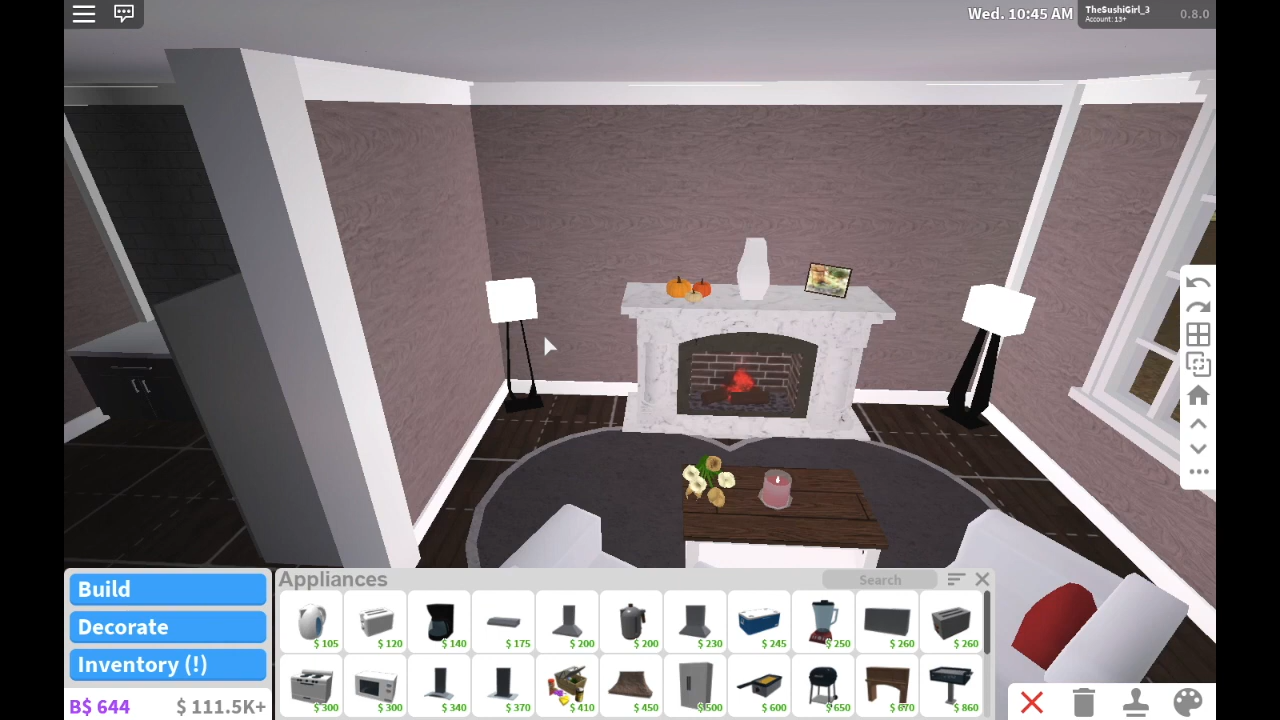 Wed. 10:45 AM
TheSushiGirl_3
Account: 13+
0.8.0
Build
Decorate
Inventory (!)
B$ 644
$ 111.5K+
Appliances
Search
$ 105
$ 120
$ 140
$ 175
$ 200
$ 200
$ 230
$ 245
$ 250
$ 260
$ 260
$ 300
$ 300
$ 340
$ 370
$ 410
$ 450
$ 500
$ 600
$ 650
$ 670
$ 860